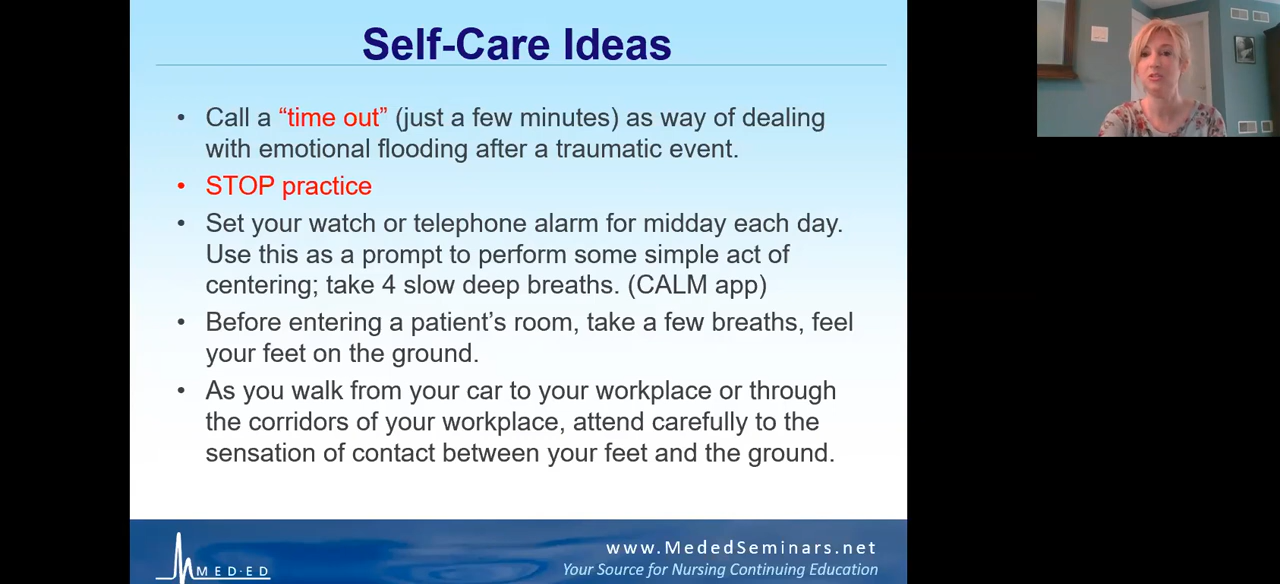 Self-Care Ideas
• Call a “time out” (just a few minutes) as way of dealing
with emotional flooding after a traumatic event.
• STOP practice
• Set your watch or telephone alarm for midday each day.
Use this as a prompt to perform some simple act of
centering; take 4 slow deep breaths. (CALM app)
• Before entering a patient’s room, take a few breaths, feel
your feet on the ground.
• As you walk from your car to your workplace or through
the corridors of your workplace, attend carefully to the
sensation of contact between your feet and the ground.
www.MededSeminars.net
MED-ED
Your Source for Nursing Continuing Education